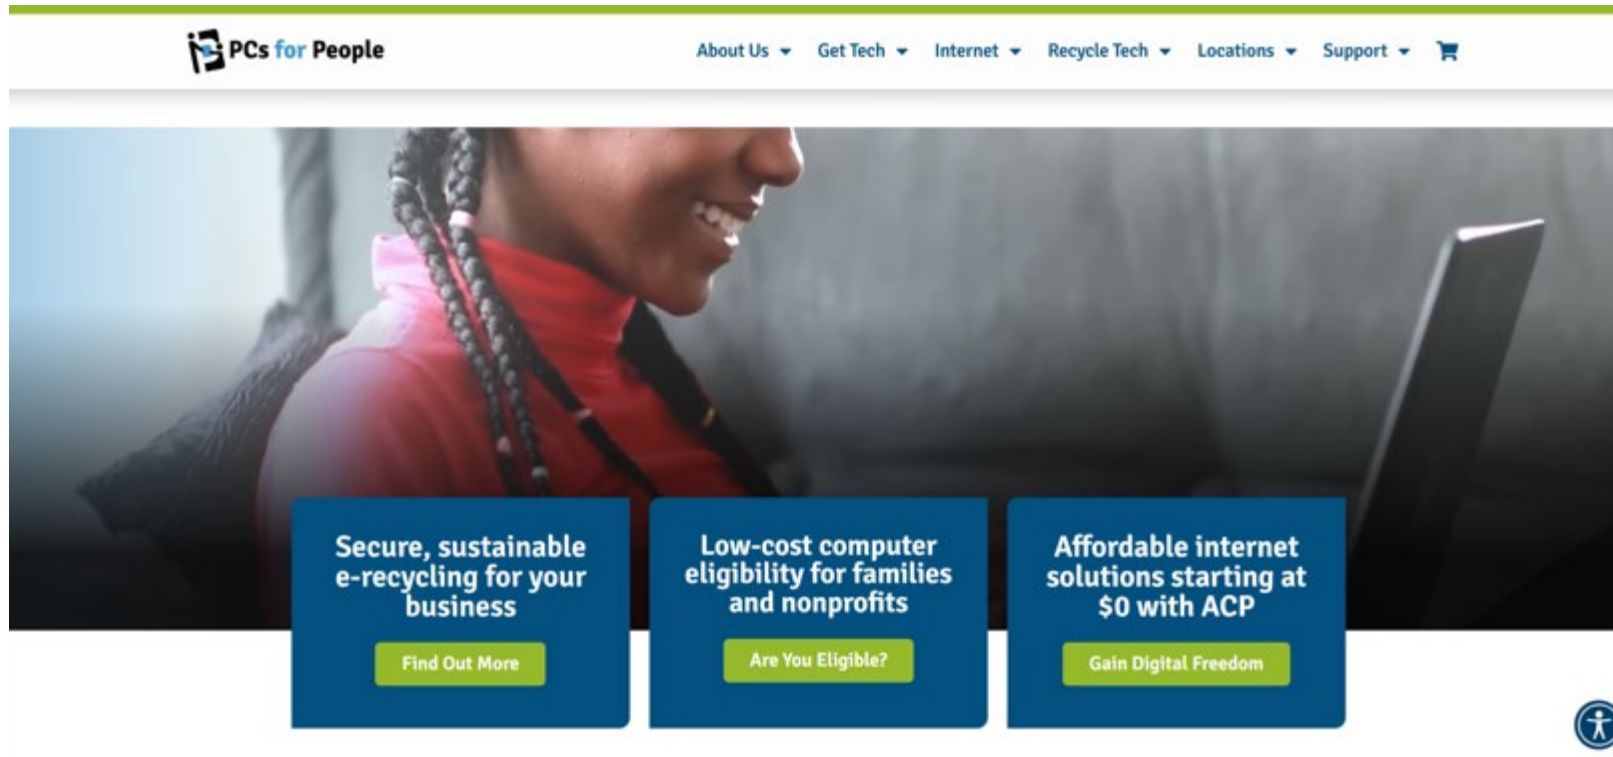 PCs for People
About Us
Get Tech
Internet
Recycle Tech
Locations
Support
Secure, sustainable
e-recycling for your
business
Find Out More
Low-cost computer
eligibility for families
and nonprofits
Are You Eligible?
Affordable internet
solutions starting at
$0 with ACP
Gain Digital Freedom